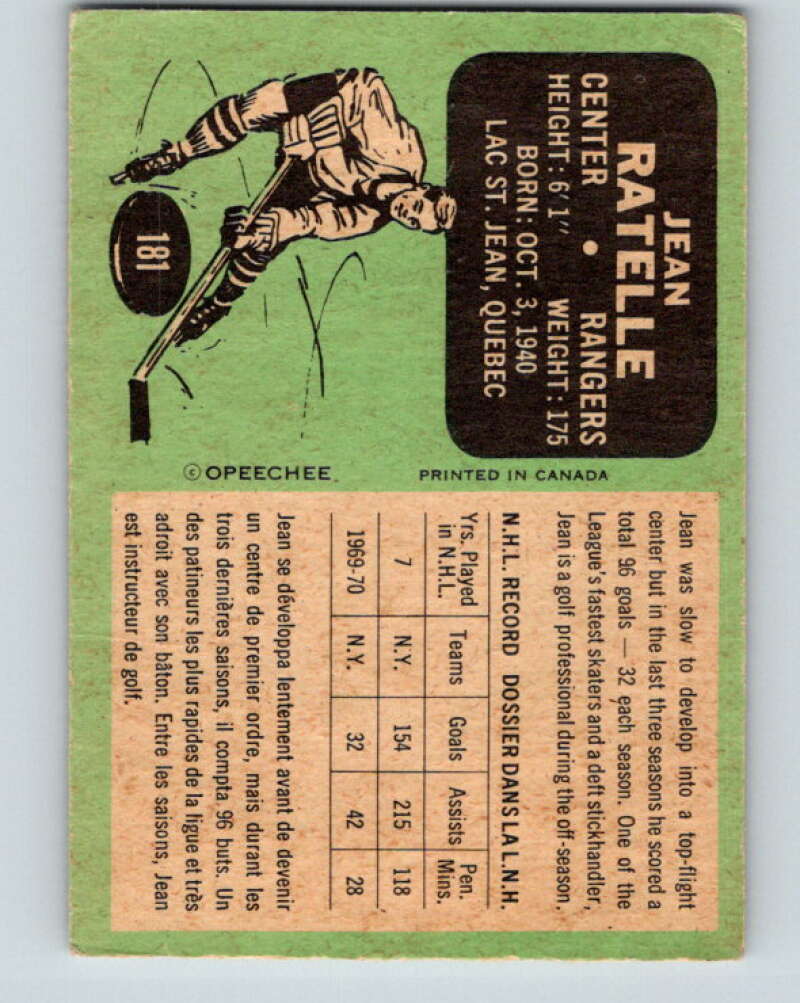 JEAN
RATELLE
CENTER • RANGERS
HEIGHT: 6'1" WEIGHT: 175
BORN: OCT. 3, 1940
LAC ST. JEAN, QUEBEC
181
© OPEECHEE
PRINTED IN CANADA
Jean was slow to develop into a top-flight
center but in the last three seasons he scored a
total 96 goals — 32 each season. One of the
League's fastest skaters and a deft stickhandler,
Jean is a golf professional during the off-season.
N.H.L. RECORD DOSSIER DANS LA L.N.H.
Yrs. Played in N.H.L. Teams Goals Assists Pen. Mins.
7 N.Y. 154 215 118
1969-70 N.Y. 32 42 28
Jean se développa lentement avant de devenir
un centre de premier ordre, mais durant les
trois dernières saisons, il compta 96 buts. Un
des patineurs les plus rapides de la ligue et très
adroit avec son bâton. Entre les saisons, Jean
est instructeur de golf.